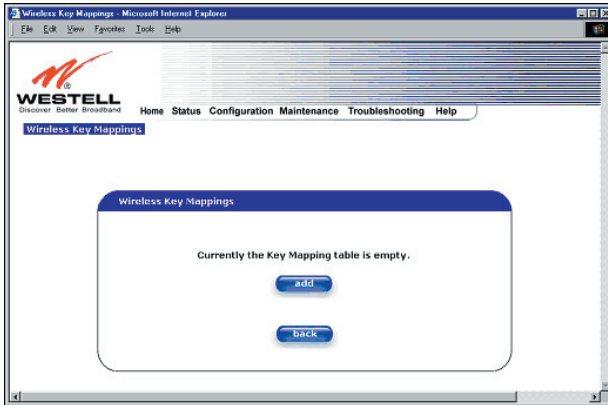 Wireless Key Mappings - Microsoft Internet Explorer
File Edit View Favorites Tools Help
WESTELL
Discover Better Broadband
Home Status Configuration Maintenance Troubleshooting Help
Wireless Key Mappings
Wireless Key Mappings
Currently the Key Mapping table is empty.
add
back